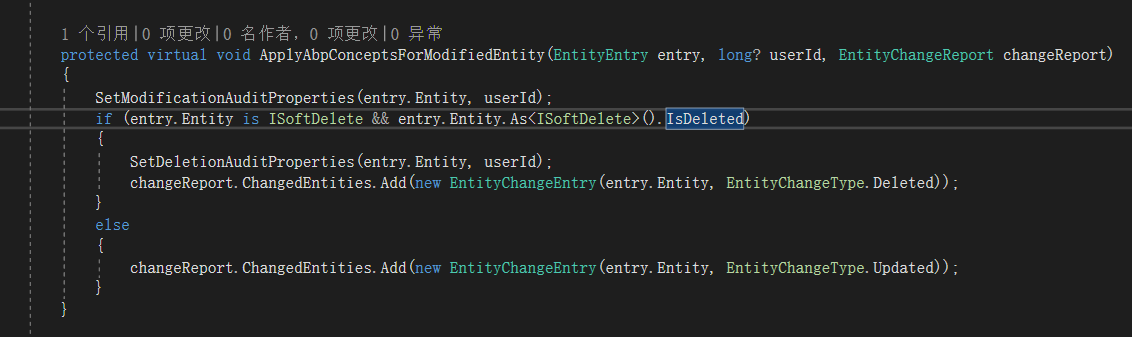 1 个引用|0 项更改|0 名作者, 0 项更改|0 异常
protected virtual void ApplyAbpConceptsForModifiedEntity(EntityEntry entry, long? userId, EntityChangeReport changeReport)
{
SetModificationAuditProperties(entry.Entity, userId);
if (entry.Entity is ISoftDelete && entry.Entity.As<ISoftDelete>().IsDeleted)
{
SetDeletionAuditProperties(entry.Entity, userId);
changeReport.ChangedEntities.Add(new EntityChangeEntry(entry.Entity, EntityChangeType.Deleted));
}
else
{
changeReport.ChangedEntities.Add(new EntityChangeEntry(entry.Entity, EntityChangeType.Updated));
}
}